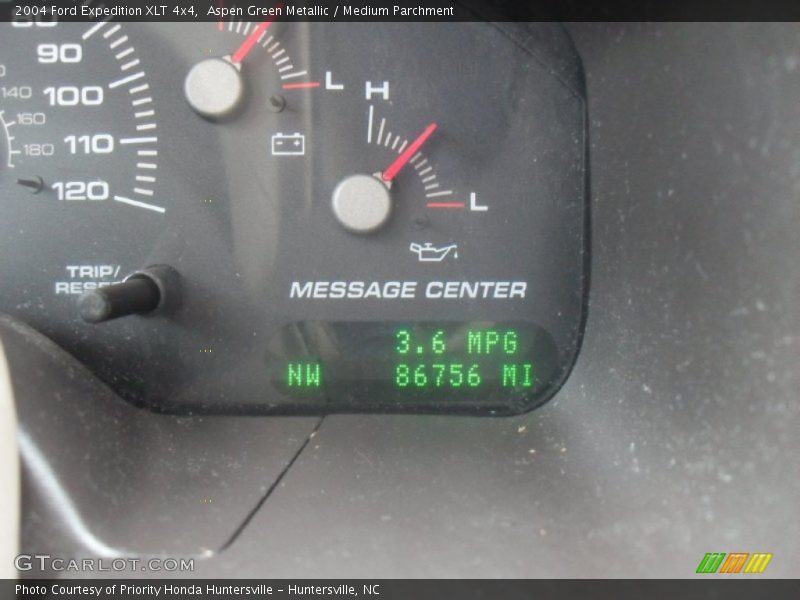 2004 Ford Expedition XLT 4x4, Aspen Green Metallic / Medium Parchment
90
100
110
120
140
160
180
L
H
L
TRIP/
MESSAGE CENTER
3.6 MPG
NW 86756 MI
GTCARLOT.COM
Photo Courtesy of Priority Honda Huntersville - Huntersville, NC